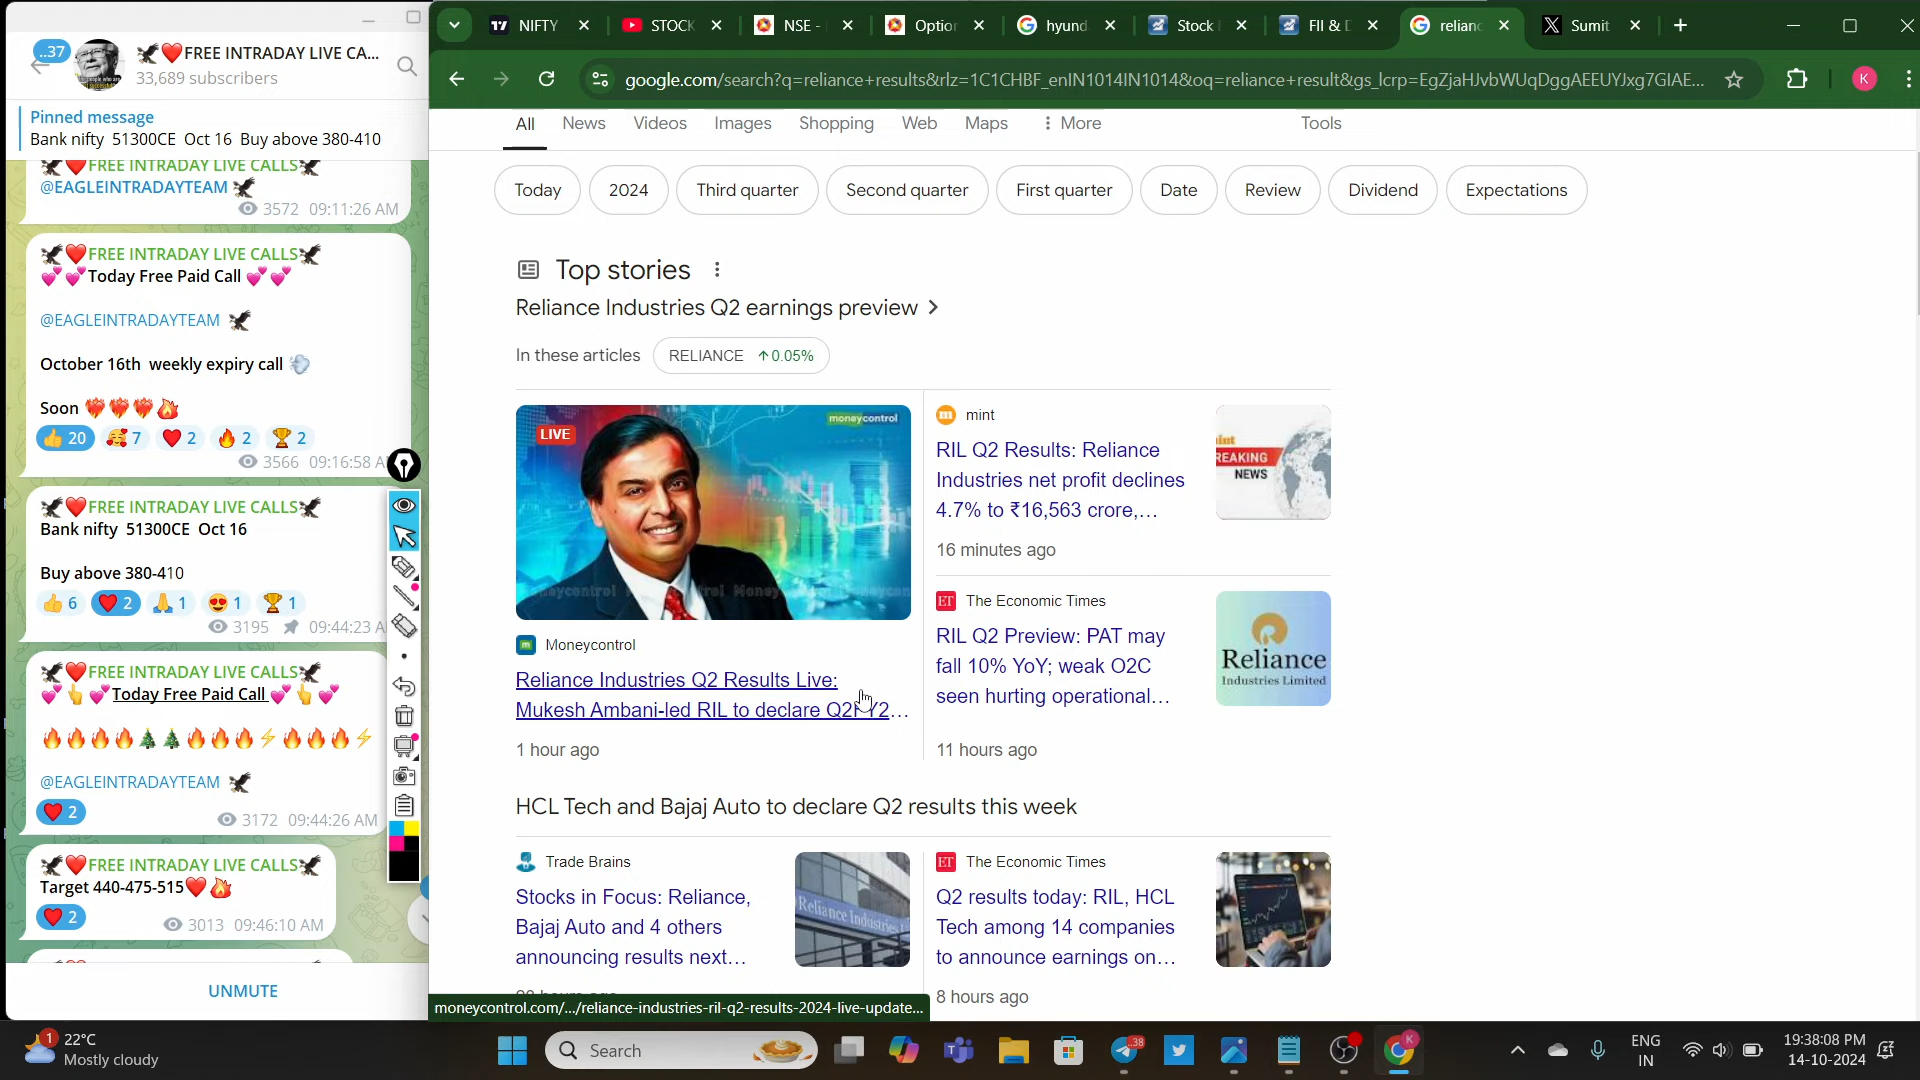 ..37
🦅❤️FREE INTRADAY LIVE CA...
33,689 subscribers
Pinned message
Bank nifty 51300CE Oct 16 Buy above 380-410
🦅❤️FREE INTRADAY LIVE CALLS🦅
@EAGLEINTRADAYTEAM 🦅
3572 09:11:26 AM
🦅❤️FREE INTRADAY LIVE CALLS🦅
💕💕Today Free Paid Call 💕💕
@EAGLEINTRADAYTEAM 🦅
October 16th weekly expiry call 💨
Soon ❤️‍🔥❤️‍🔥❤️‍🔥🔥
👍 20 🥰 7 ❤️ 2 🔥 2 🏆 2
3566 09:16:58 A
🦅❤️FREE INTRADAY LIVE CALLS🦅
Bank nifty 51300CE Oct 16
Buy above 380-410
👍 6 ❤️ 2 🙏 1 😍 1 🏆 1
3195 09:44:23 A
🦅❤️FREE INTRADAY LIVE CALLS🦅
💕👆💕Today Free Paid Call 💕👆💕
🔥🔥🔥🔥🎄🎄🔥🔥🔥⚡🔥🔥🔥⚡
@EAGLEINTRADAYTEAM 🦅
❤️ 2
3172 09:44:26 AM
🦅❤️FREE INTRADAY LIVE CALLS🦅
Target 440-475-515❤️🔥
❤️ 2
3013 09:46:10 AM
UNMUTE
NIFTY
STOCK
NSE -
Option
hyund
Stock
FII & D
relianc
Sumit
google.com/search?q=reliance+results&rlz=1C1CHBF_enIN1014IN1014&oq=reliance+result&gs_lcrp=EgZjaHJvbWUqDggAEEUYJxg7GIAE...
K
All News Videos Images Shopping Web Maps More Tools
Today 2024 Third quarter Second quarter First quarter Date Review Dividend Expectations
Top stories
Reliance Industries Q2 earnings preview
In these articles RELIANCE ↑0.05%
LIVE
moneycontrol
Moneycontrol
Reliance Industries Q2 Results Live:
Mukesh Ambani-led RIL to declare Q2FY2...
1 hour ago
mint
RIL Q2 Results: Reliance
Industries net profit declines
4.7% to ₹16,563 crore,...
16 minutes ago
mint
BREAKING
NEWS
ET The Economic Times
RIL Q2 Preview: PAT may
fall 10% YoY; weak O2C
seen hurting operational...
11 hours ago
Reliance
Industries Limited
HCL Tech and Bajaj Auto to declare Q2 results this week
Trade Brains
Stocks in Focus: Reliance,
Bajaj Auto and 4 others
announcing results next...
Reliance Industries
ET The Economic Times
Q2 results today: RIL, HCL
Tech among 14 companies
to announce earnings on...
8 hours ago
moneycontrol.com/.../reliance-industries-ril-q2-results-2024-live-update...
1
22°C
Mostly cloudy
Search
38
K
ENG
IN
19:38:08 PM
14-10-2024